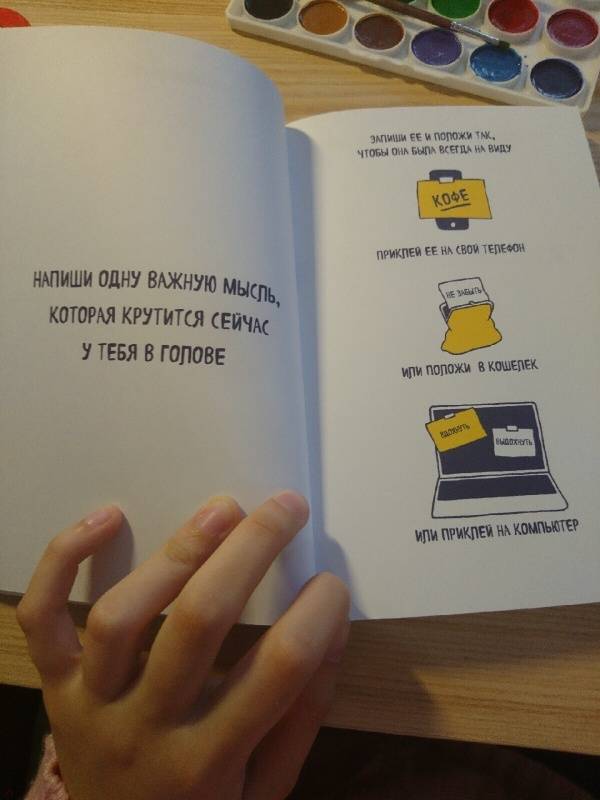 НАПИШИ ОДНУ ВАЖНУЮ МЫСЛЬ,
КОТОРАЯ КРУТИТСЯ СЕЙЧАС
У ТЕБЯ В ГОЛОВЕ
ЗАПИШИ ЕЕ И ПОЛОЖИ ТАК,
ЧТОБЫ ОНА БЫЛА ВСЕГДА НА ВИДУ
КОФЕ
ПРИКЛЕЙ ЕЕ НА СВОЙ ТЕЛЕФОН
НЕ ЗАБЫТЬ
ИЛИ ПОЛОЖИ В КОШЕЛЕК
ВДОХНУТЬ
ВЫДОХНУТЬ
ИЛИ ПРИКЛЕЙ НА КОМПЬЮТЕР